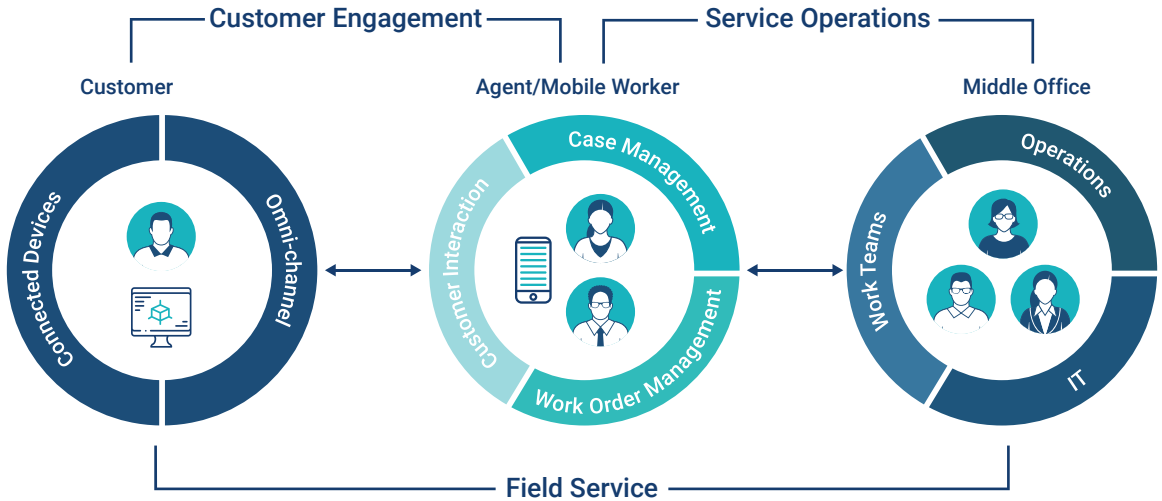 Customer Engagement
Service Operations
Customer
Agent/Mobile Worker
Middle Office
Connected Devices
Omni-channel
Customer Interaction
Case Management
Work Order Management
Work Teams
Operations
IT
Field Service